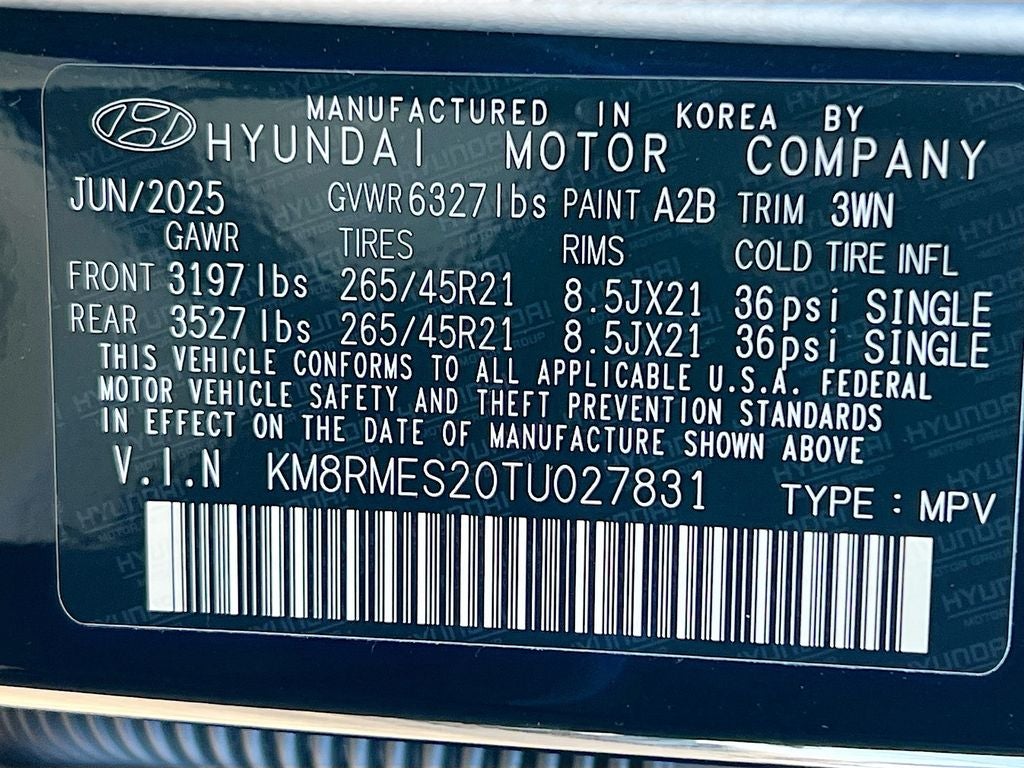 MANUFACTURED IN KOREA BY
HYUNDAI MOTOR COMPANY
JUN/2025 GVWR 6327lbs PAINT A2B TRIM 3WN
GAWR TIRES RIMS COLD TIRE INFL
FRONT 3197lbs 265/45R21 8.5JX21 36psi SINGLE
REAR 3527lbs 265/45R21 8.5JX21 36psi SINGLE
THIS VEHICLE CONFORMS TO ALL APPLICABLE U.S.A. FEDERAL
MOTOR VEHICLE SAFETY AND THEFT PREVENTION STANDARDS
IN EFFECT ON THE DATE OF MANUFACTURE SHOWN ABOVE
V.I.N KM8RMES20TU027831 TYPE : MPV